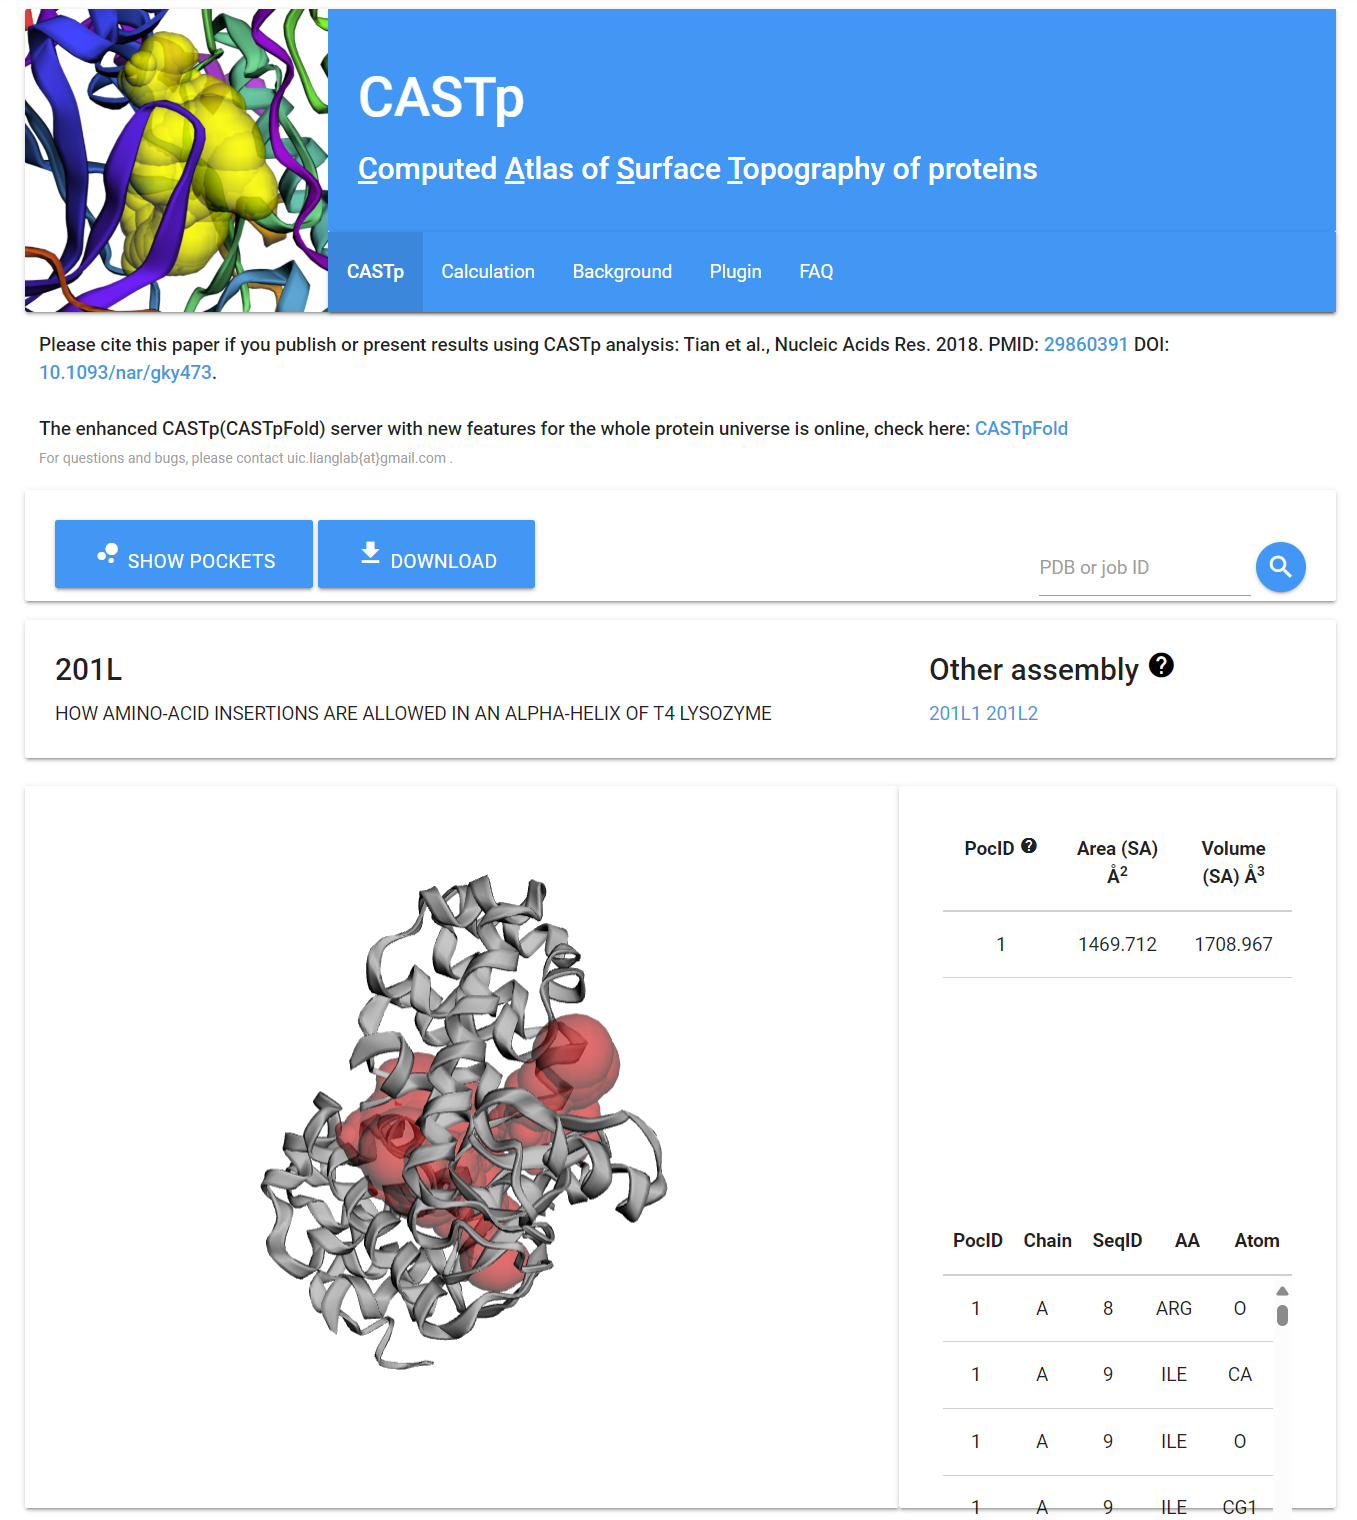 CASTp
Computed Atlas of Surface Topography of proteins
CASTp Calculation Background Plugin FAQ
Please cite this paper if you publish or present results using CASTp analysis: Tian et al., Nucleic Acids Res. 2018. PMID: 29860391 DOI:
10.1093/nar/gky473.
The enhanced CASTp(CASTpFold) server with new features for the whole protein universe is online, check here: CASTpFold
For questions and bugs, please contact uic.lianglab{at}gmail.com .
SHOW POCKETS DOWNLOAD PDB or job ID
201L
HOW AMINO-ACID INSERTIONS ARE ALLOWED IN AN ALPHA-HELIX OF T4 LYSOZYME
Other assembly ?
201L1 201L2
PocID ? Area (SA) Å2 Volume (SA) Å3
1 1469.712 1708.967
PocID Chain SeqID AA Atom
1 A 8 ARG O
1 A 9 ILE CA
1 A 9 ILE O
1 A 9 ILE CG1